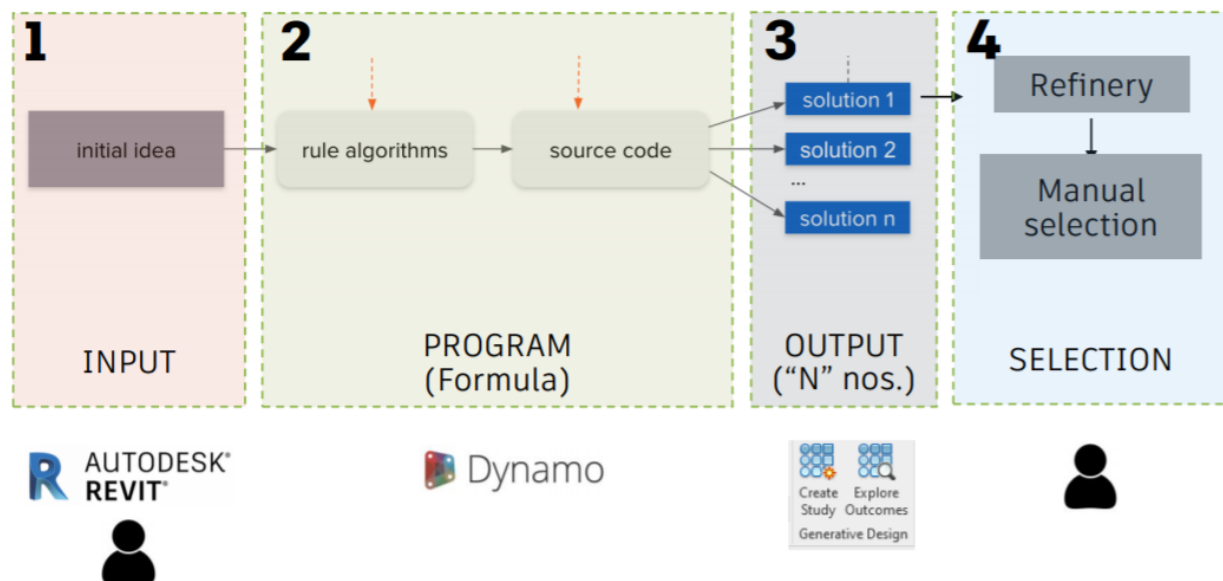 1
2
3
4
initial idea
rule algorithms
source code
solution 1
solution 2
...
solution n
Refinery
Manual
selection
INPUT
PROGRAM
(Formula)
OUTPUT
(“N” nos.)
SELECTION
R AUTODESK®
REVIT®
Dynamo
Create
Study
Explore
Outcomes
Generative Design